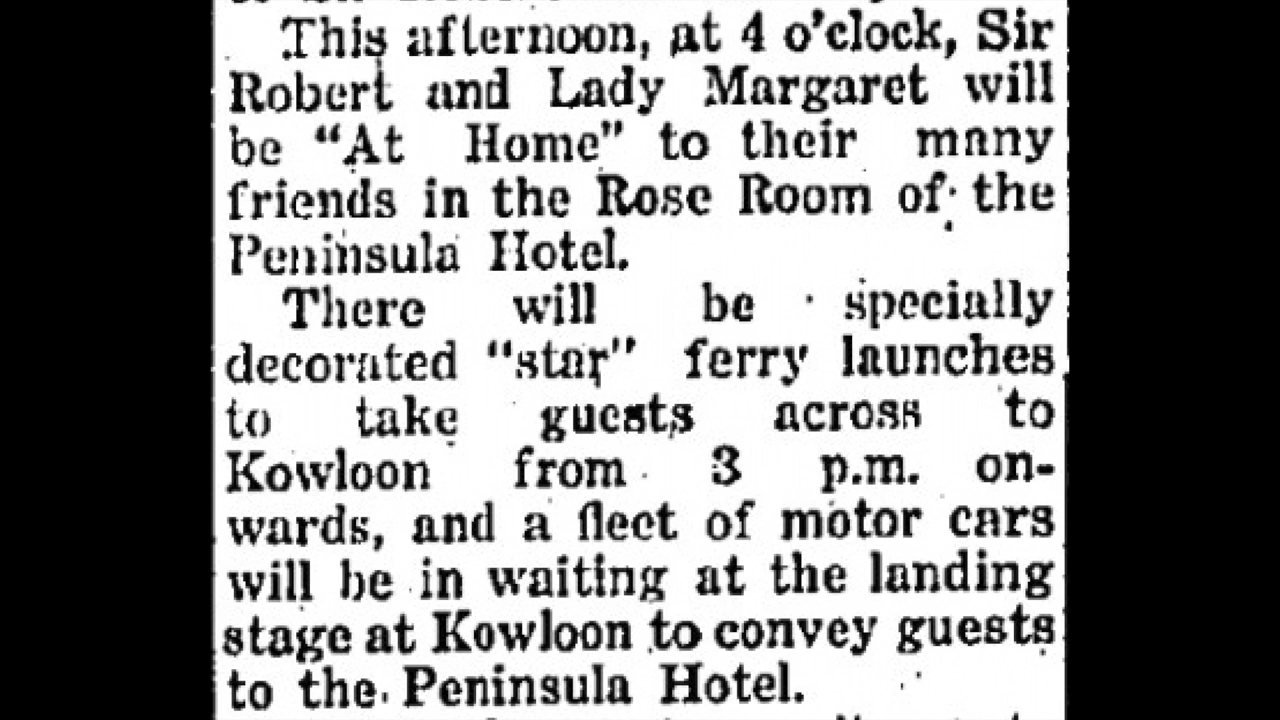 This afternoon, at 4 o'clock, Sir
Robert and Lady Margaret will
be "At Home" to their many
friends in the Rose Room of the
Peninsula Hotel.
There will be specially
decorated "star" ferry launches
to take guests across to
Kowloon from 3 p.m. on-
wards, and a fleet of motor cars
will be in waiting at the landing
stage at Kowloon to convey guests
to the Peninsula Hotel.